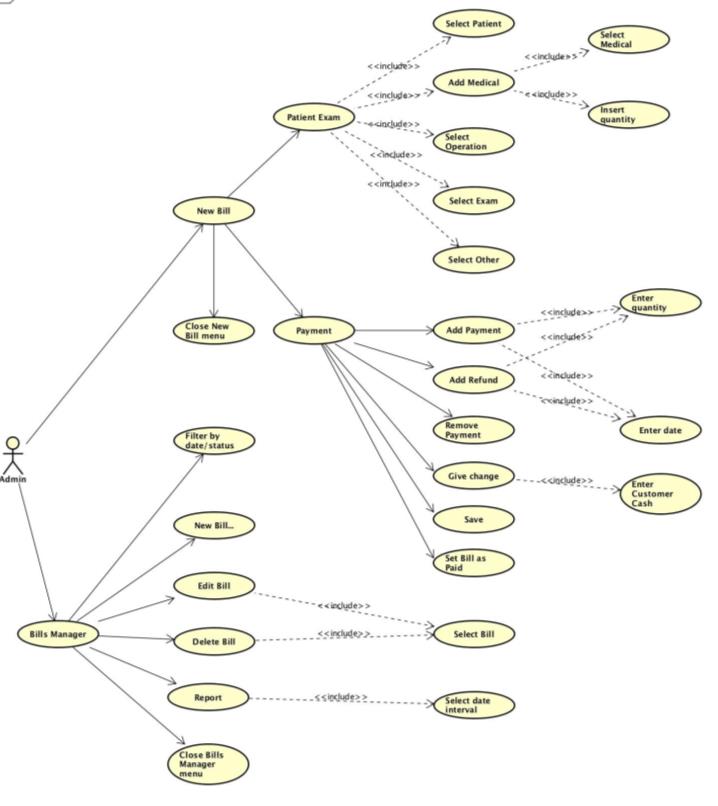 Select Patient
Select
Medical
<<include>>
<<include>>
Add Medical
<<include>>
<<include>>
Patient Exam
Insert
quantity
<<include>>
Select
Operation
<<include>>
<<include>>
Select Exam
New Bill
Select Other
Enter
quantity
<<include>>
Close New
Bill menu
Payment
Add Payment
<<include>>
<<include>>
Add Refund
<<include>>
Remove
Payment
Enter date
Filter by
date/status
Admin
Give change
<<include>>
Enter
Customer
Cash
New Bill...
Save
Set Bill as
Paid
Edit Bill
<<include>>
Bills Manager
Delete Bill
<<include>>
Select Bill
Report
<<include>>
Select date
interval
Close Bills
Manager
menu